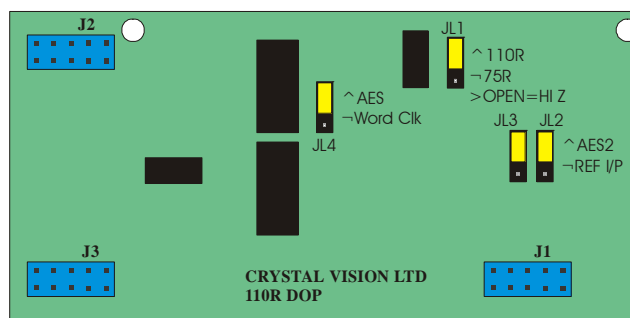 J2
JL1
^110R
¬75R
>OPEN=HI Z
^AES
¬Word Clk
JL4
JL3 JL2
^AES2
¬REF I/P
J3
J1
CRYSTAL VISION LTD
110R DOP